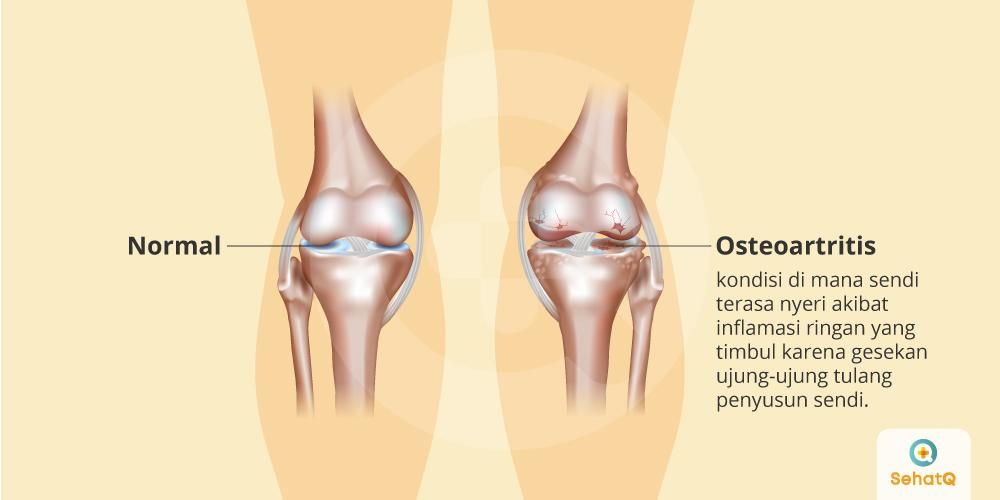 Normal
Osteoartritis
kondisi di mana sendi
terasa nyeri akibat
inflamasi ringan yang
timbul karena gesekan
ujung-ujung tulang
penyusun sendi.
SehatQ